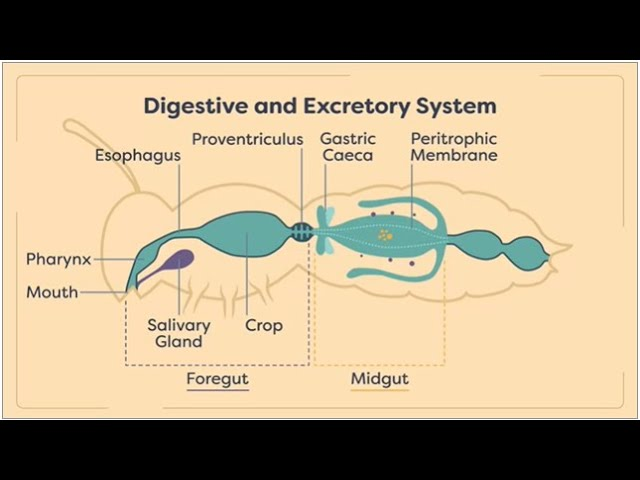 Digestive and Excretory System
Proventriculus
Gastric
Caeca
Peritrophic
Membrane
Esophagus
Pharynx
Mouth
Salivary
Gland
Crop
Foregut
Midgut